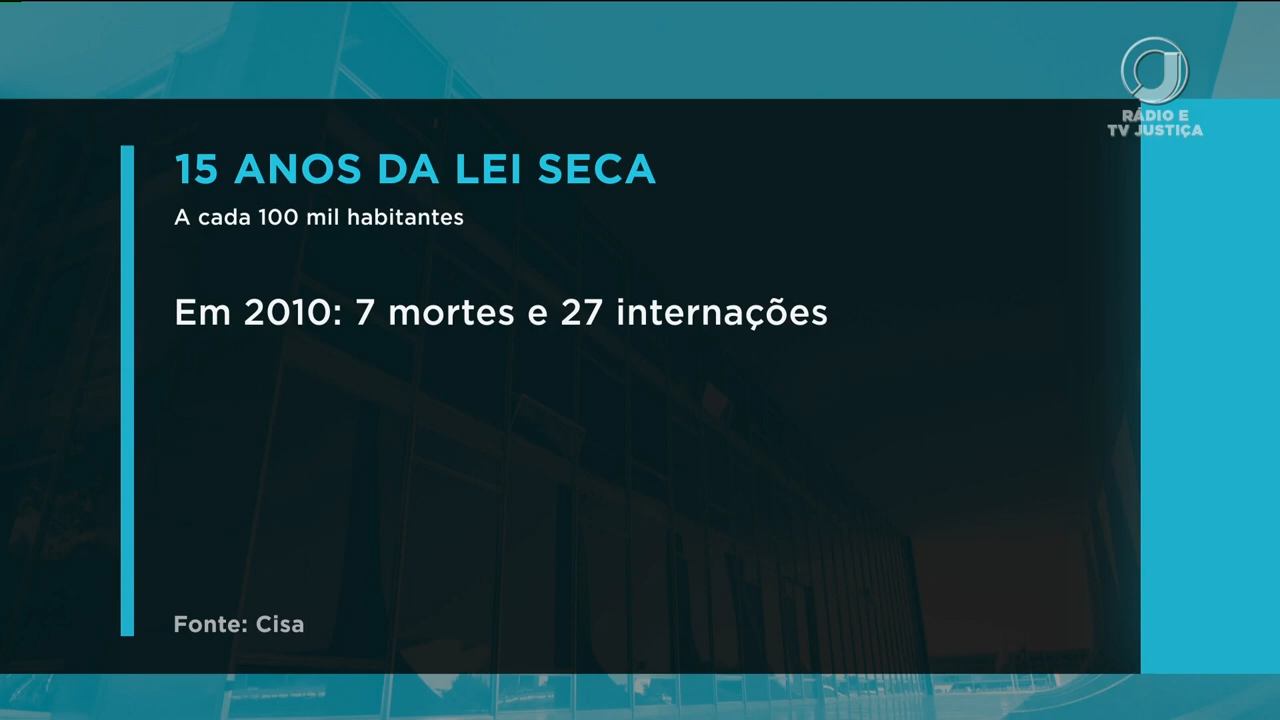 RÁDIO E
TV JUSTIÇA
15 ANOS DA LEI SECA
A cada 100 mil habitantes
Em 2010: 7 mortes e 27 internações
Fonte: Cisa